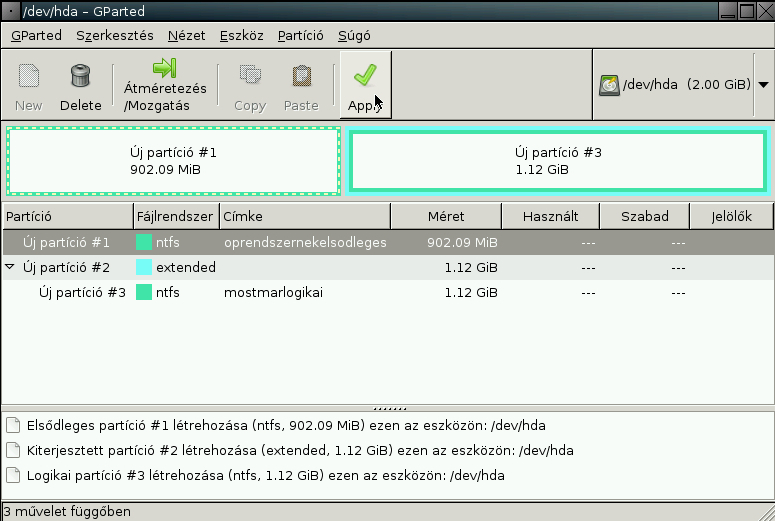 /dev/hda – GParted
GParted Szerkesztés Nézet Eszköz Partíció Súgó
New Delete Átméretezés /Mozgatás Copy Paste Apply /dev/hda (2.00 GiB)
Új partíció #1 Új partíció #3
902.09 MiB 1.12 GiB
Partíció Fájlrendszer Címke Méret Használt Szabad Jelölők
Új partíció #1 ntfs oprendszernekelsodleges 902.09 MiB --- ---
Új partíció #2 extended 1.12 GiB --- ---
Új partíció #3 ntfs mostmarlogikai 1.12 GiB --- ---
Elsődleges partíció #1 létrehozása (ntfs, 902.09 MiB) ezen az eszközön: /dev/hda
Kiterjesztett partíció #2 létrehozása (extended, 1.12 GiB) ezen az eszközön: /dev/hda
Logikai partíció #3 létrehozása (ntfs, 1.12 GiB) ezen az eszközön: /dev/hda
3 művelet függőben